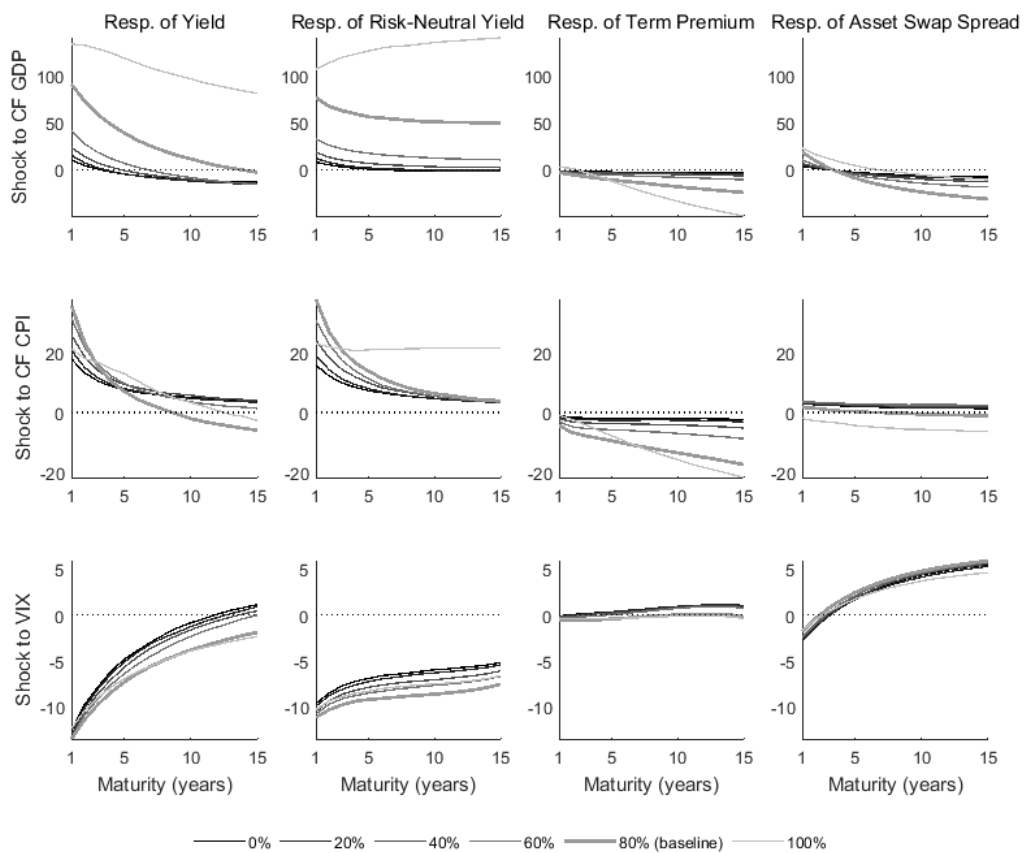 Resp. of Yield Resp. of Risk-Neutral Yield Resp. of Term Premium Resp. of Asset Swap Spread
Shock to CF GDP
100 100 100 100
50 50 50 50
0 0 0 0
1 5 10 15 1 5 10 15 1 5 10 15 1 5 10 15
Shock to CF CPI
20 20 20 20
0 0 0 0
-20 -20 -20 -20
1 5 10 15 1 5 10 15 1 5 10 15 1 5 10 15
Shock to VIX
5 5 5 5
0 0 0 0
-5 -5 -5 -5
-10 -10 -10 -10
1 5 10 15 1 5 10 15 1 5 10 15 1 5 10 15
Maturity (years) Maturity (years) Maturity (years) Maturity (years)
0% 20% 40% 60% 80% (baseline) 100%